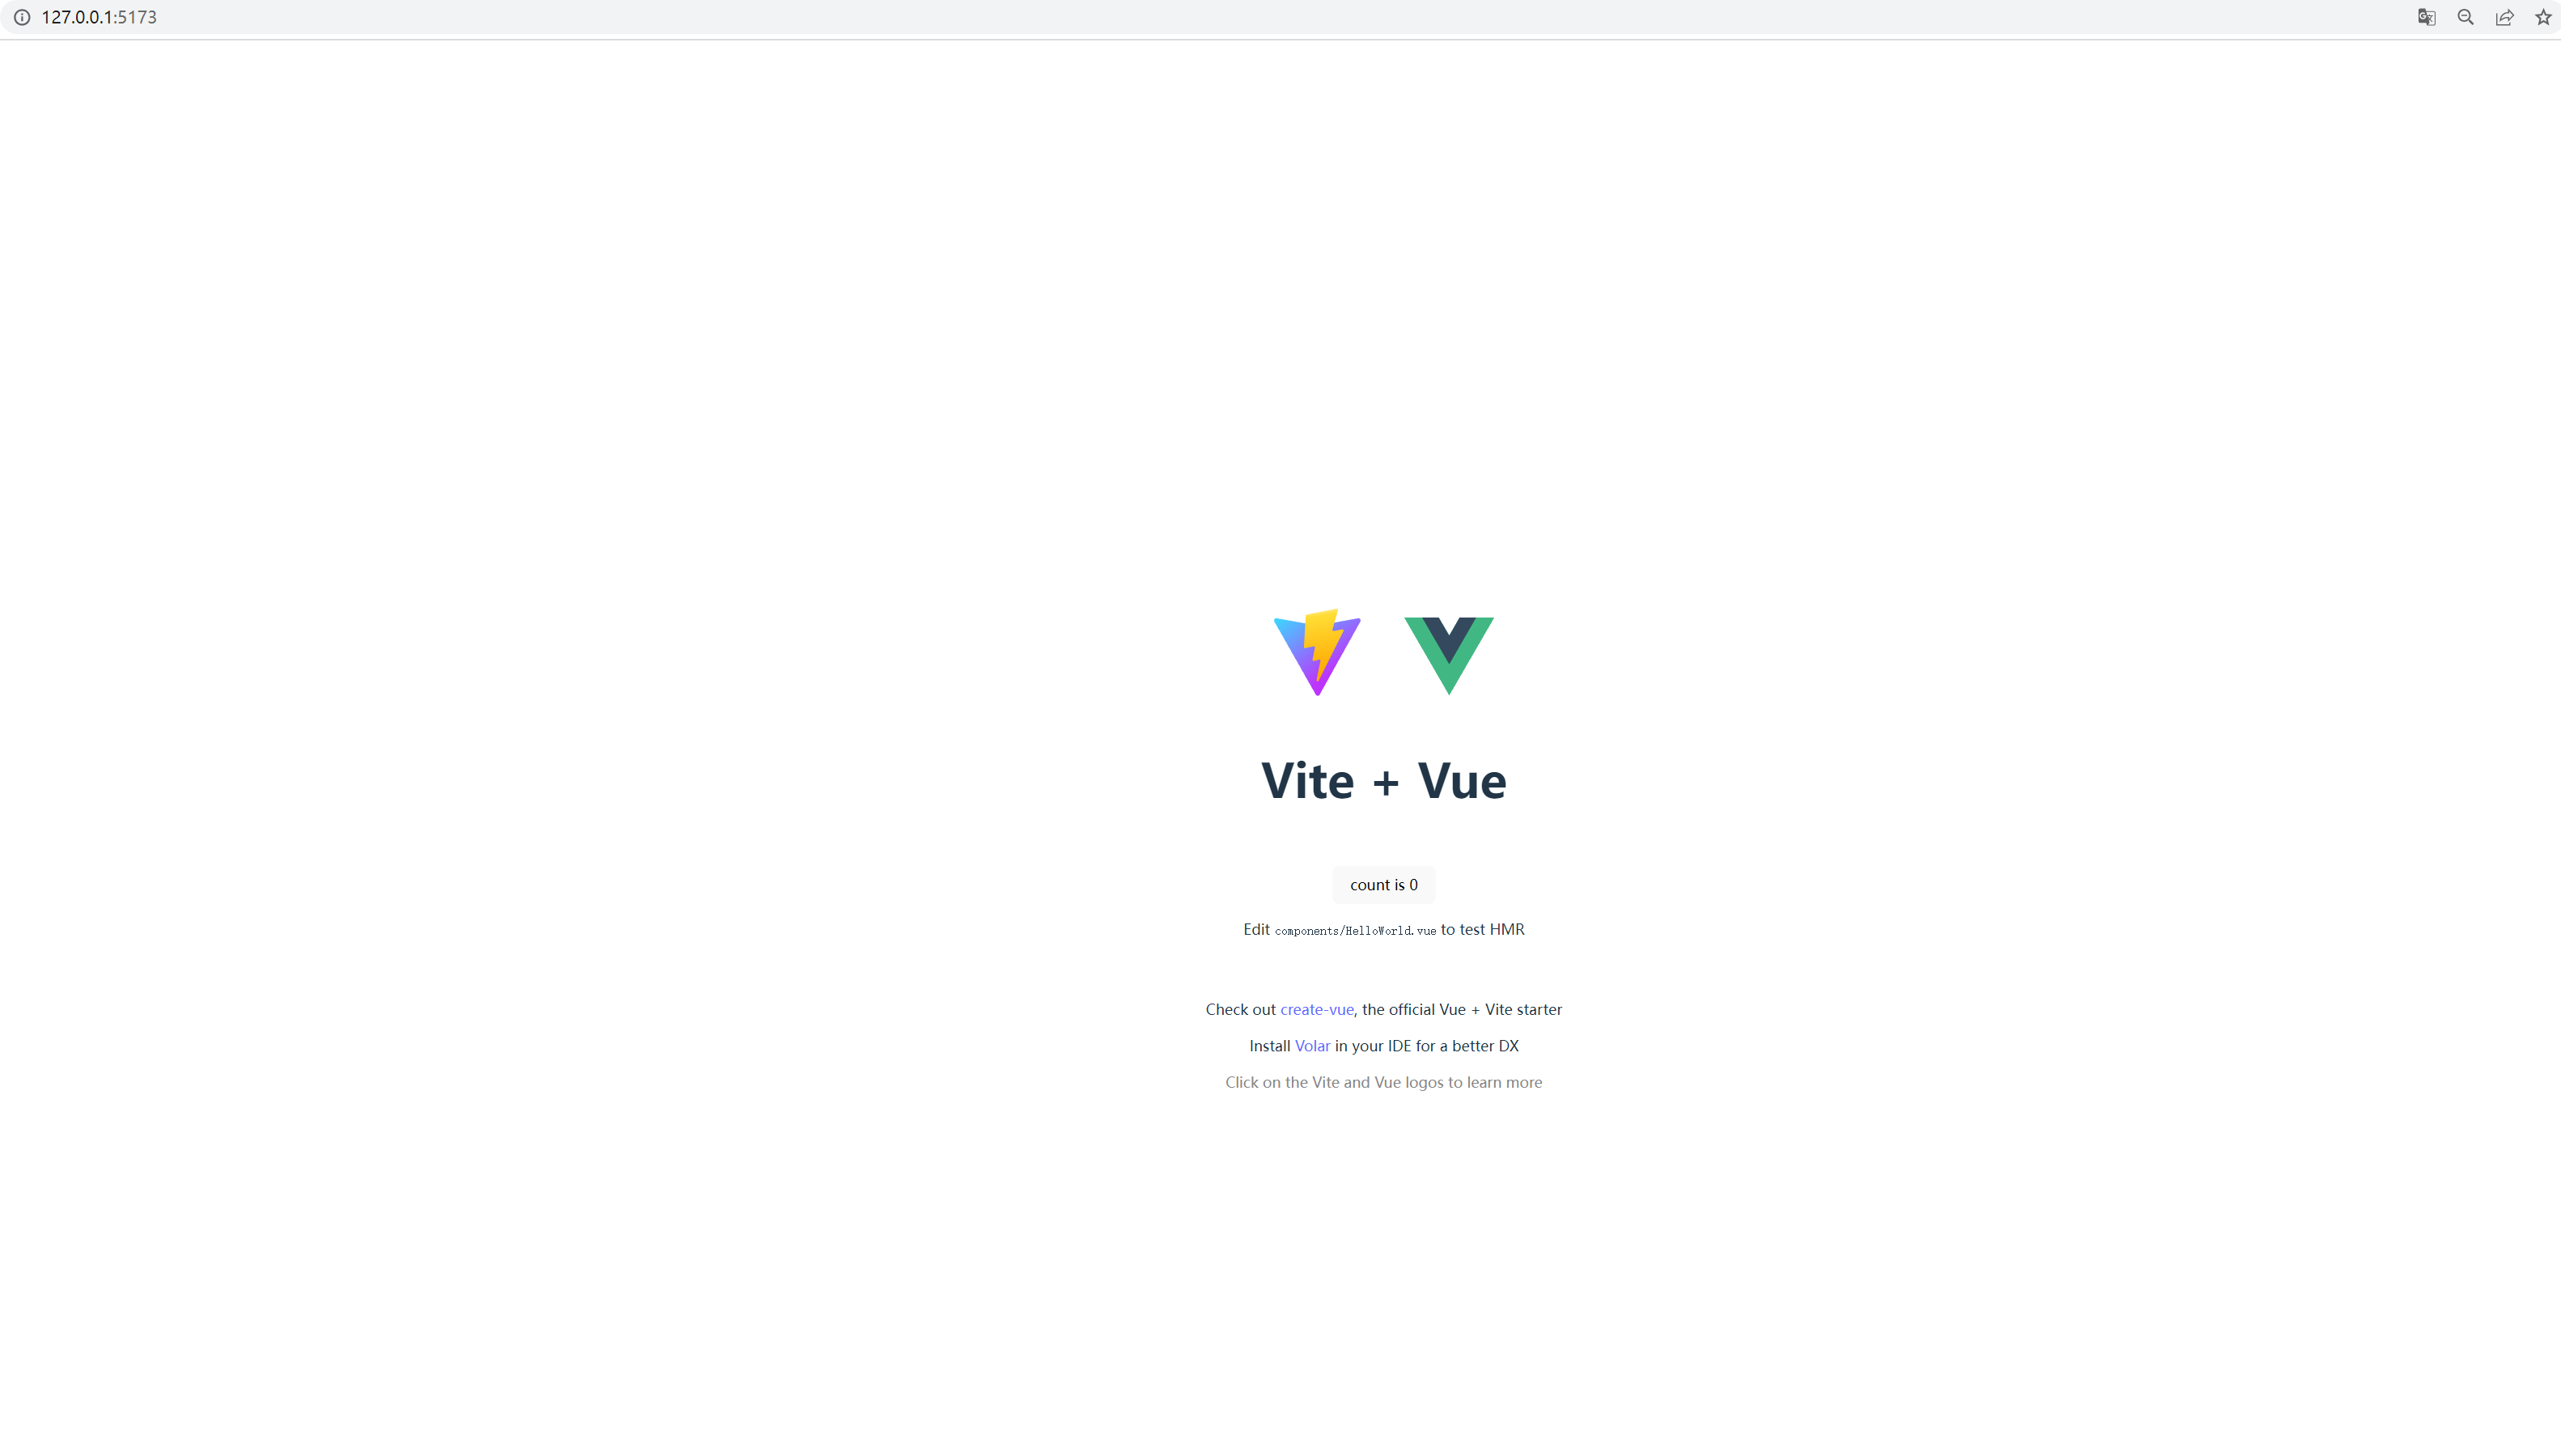 127.0.0.1:5173
Vite + Vue
count is 0
Edit components/HelloWorld.vue to test HMR
Check out create-vue, the official Vue + Vite starter
Install Volar in your IDE for a better DX
Click on the Vite and Vue logos to learn more